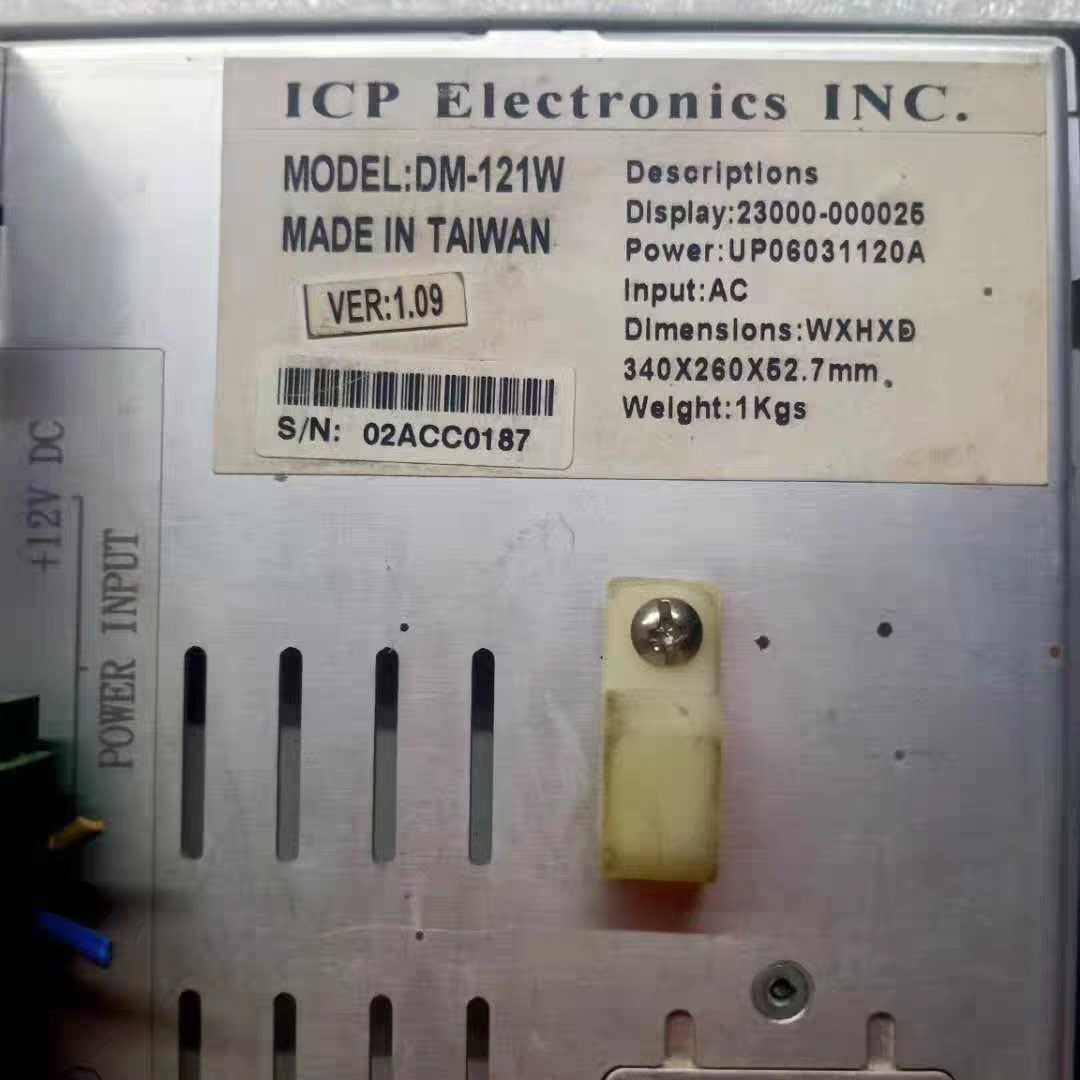 ICP Electronics INC.
MODEL:DM-121W
MADE IN TAIWAN
VER:1.09
S/N: 02ACC0187
Descriptions
Display:23000-000026
Power:UP06031120A
Input:AC
Dimensions:WXHXD
340X260X52.7mm
Weight:1Kgs
+12V DC
POWER INPUT